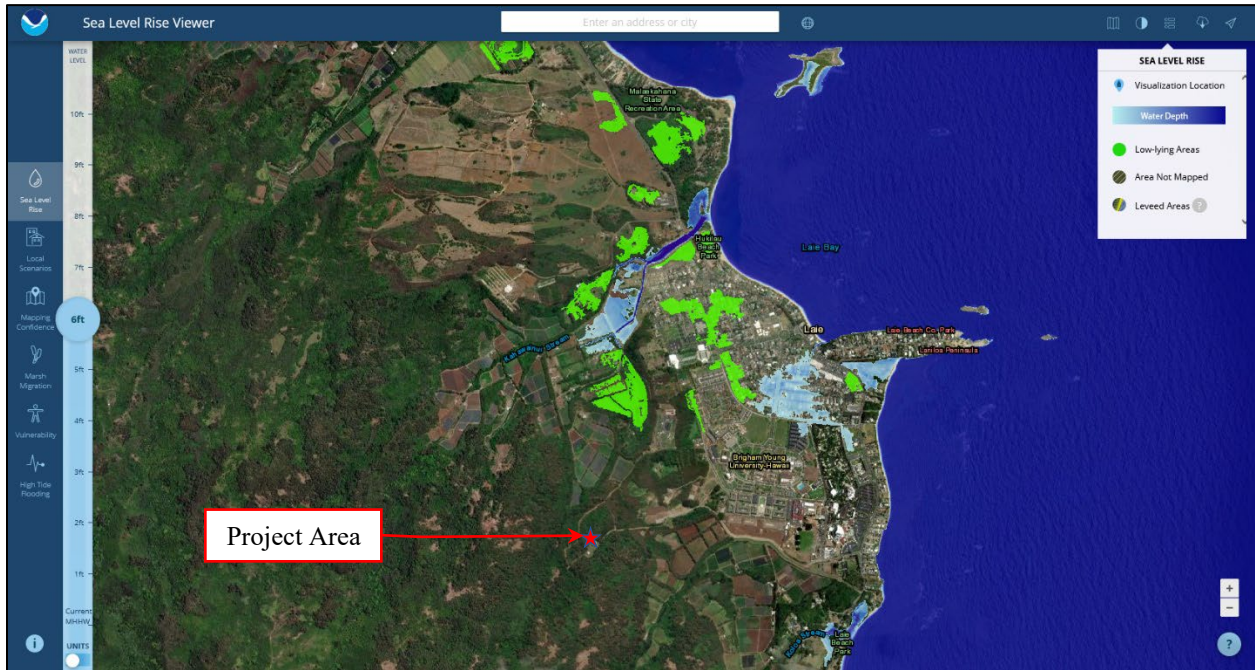 Sea Level Rise Viewer
Enter an address or city
WATER
LEVEL
10ft
9ft
8ft
7ft
6ft
5ft
4ft
3ft
2ft
1ft
Current
MHHW
UNITS
Sea Level
Rise
Local
Scenarios
Mapping
Confidence
Marsh
Migration
Vulnerability
High Tide
Flooding
i
SEA LEVEL RISE
Visualization Location
Water Depth
Low-lying Areas
Area Not Mapped
Leveed Areas ?
Malaekahana
State
Recreation Area
Hukilau
Beach
Park
Laie Bay
Laie
Laie Beach Co. Park
Laniloa Peninsula
Kahawainui Stream
Brigham Young
University-Hawaii
Project Area
Koloa Stream
Laie
Beach
Park
+
−
?